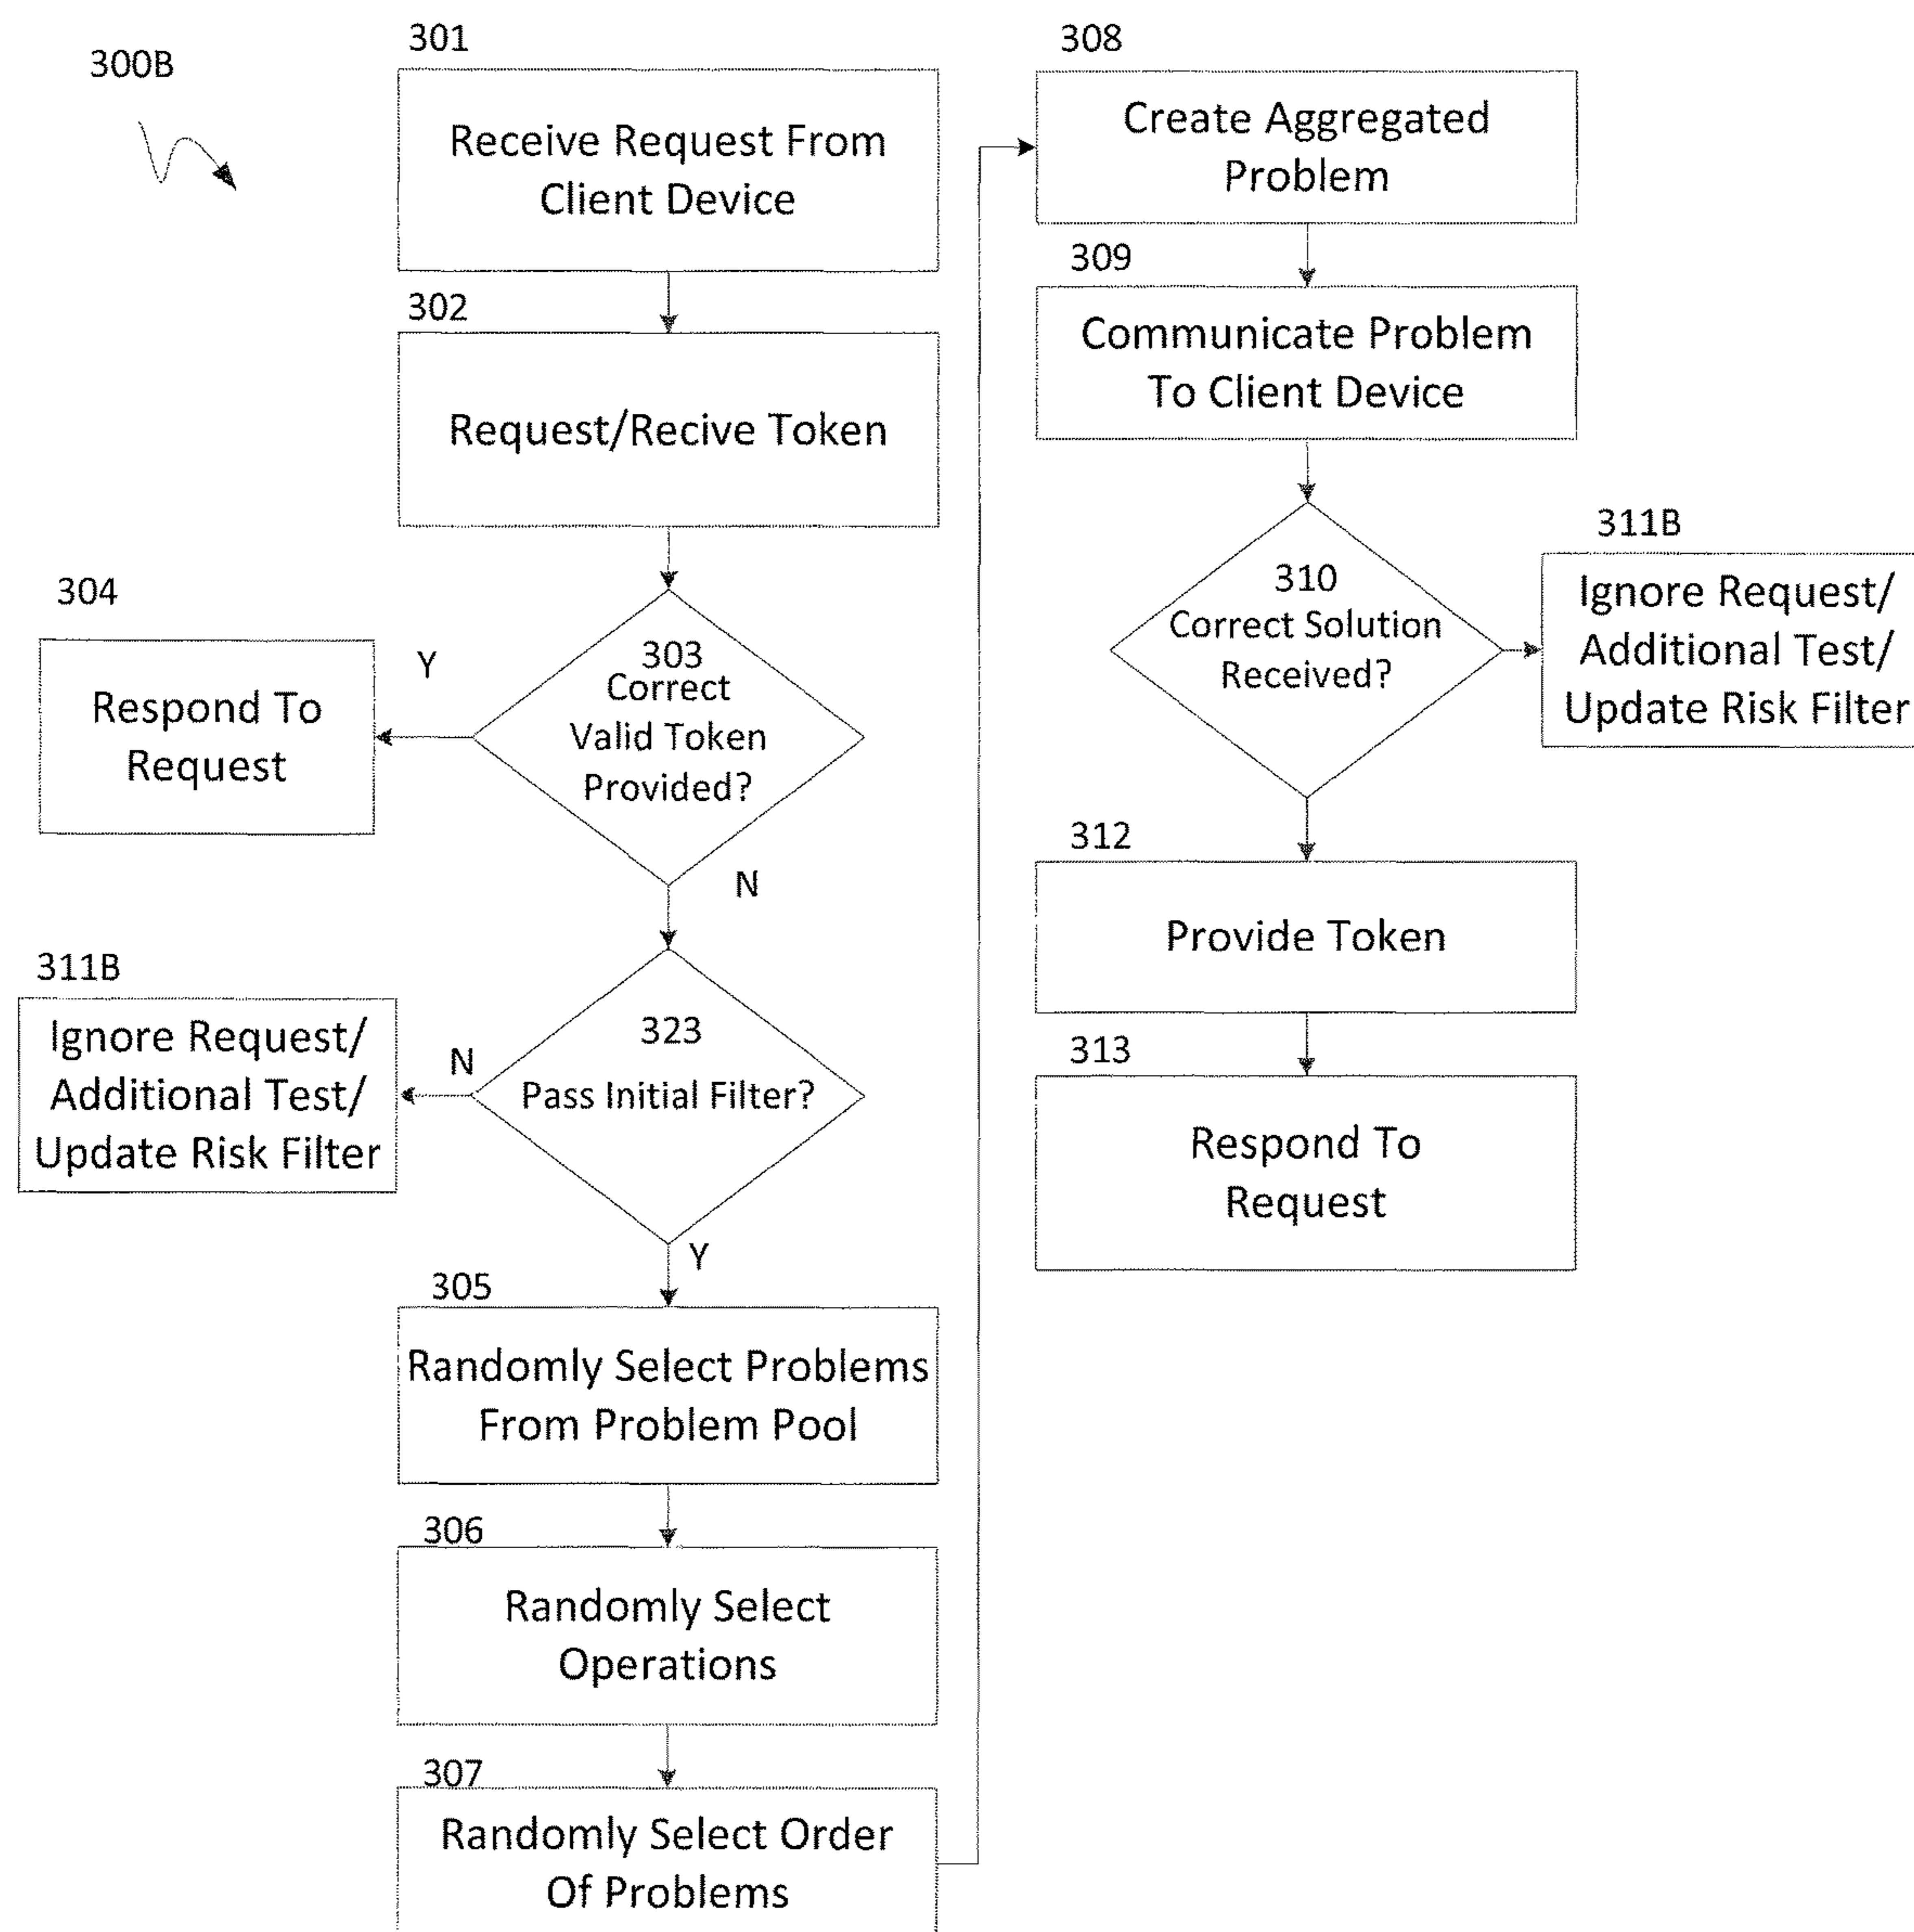 300B
301
Receive Request From
Client Device
302
Request/Recive Token
303
Correct
Valid Token
Provided?
Y
304
Respond To
Request
N
323
Pass Initial Filter?
N
311B
Ignore Request/
Additional Test/
Update Risk Filter
Y
305
Randomly Select Problems
From Problem Pool
306
Randomly Select
Operations
307
Randomly Select Order
Of Problems
308
Create Aggregated
Problem
309
Communicate Problem
To Client Device
310
Correct Solution
Received?
311B
Ignore Request/
Additional Test/
Update Risk Filter
312
Provide Token
313
Respond To
Request